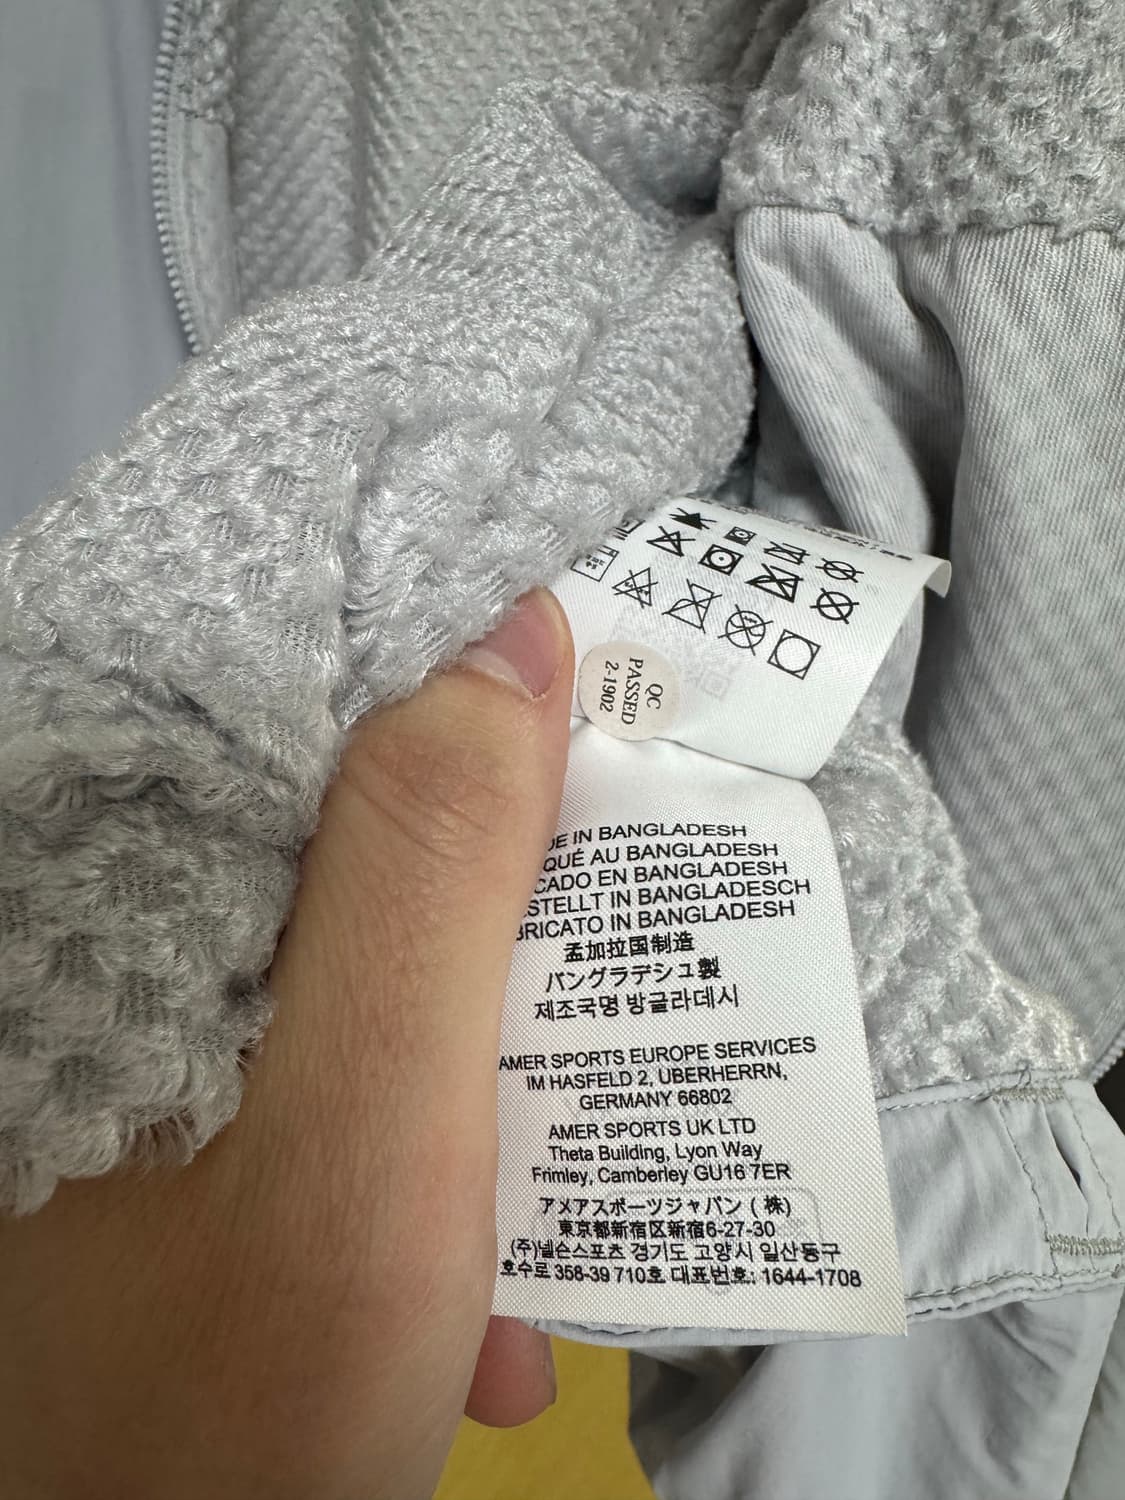 QC
PASSED
2-1902
DE IN BANGLADESH
QUÉ AU BANGLADESH
CADO EN BANGLADESH
STELLT IN BANGLADESCH
BRICATO IN BANGLADESH
孟加拉国制造
バングラデシュ製
제조국명 방글라데시
AMER SPORTS EUROPE SERVICES
IM HASFELD 2, UBERHERRN,
GERMANY 66802
AMER SPORTS UK LTD
Theta Building, Lyon Way
Frimley, Camberley GU16 7ER
アメアスポーツジャパン (株)
東京都新宿区新宿6-27-30
(주)넬슨스포츠 경기도 고양시 일산동구
호수로 358-39 710호 대표번호: 1644-1708